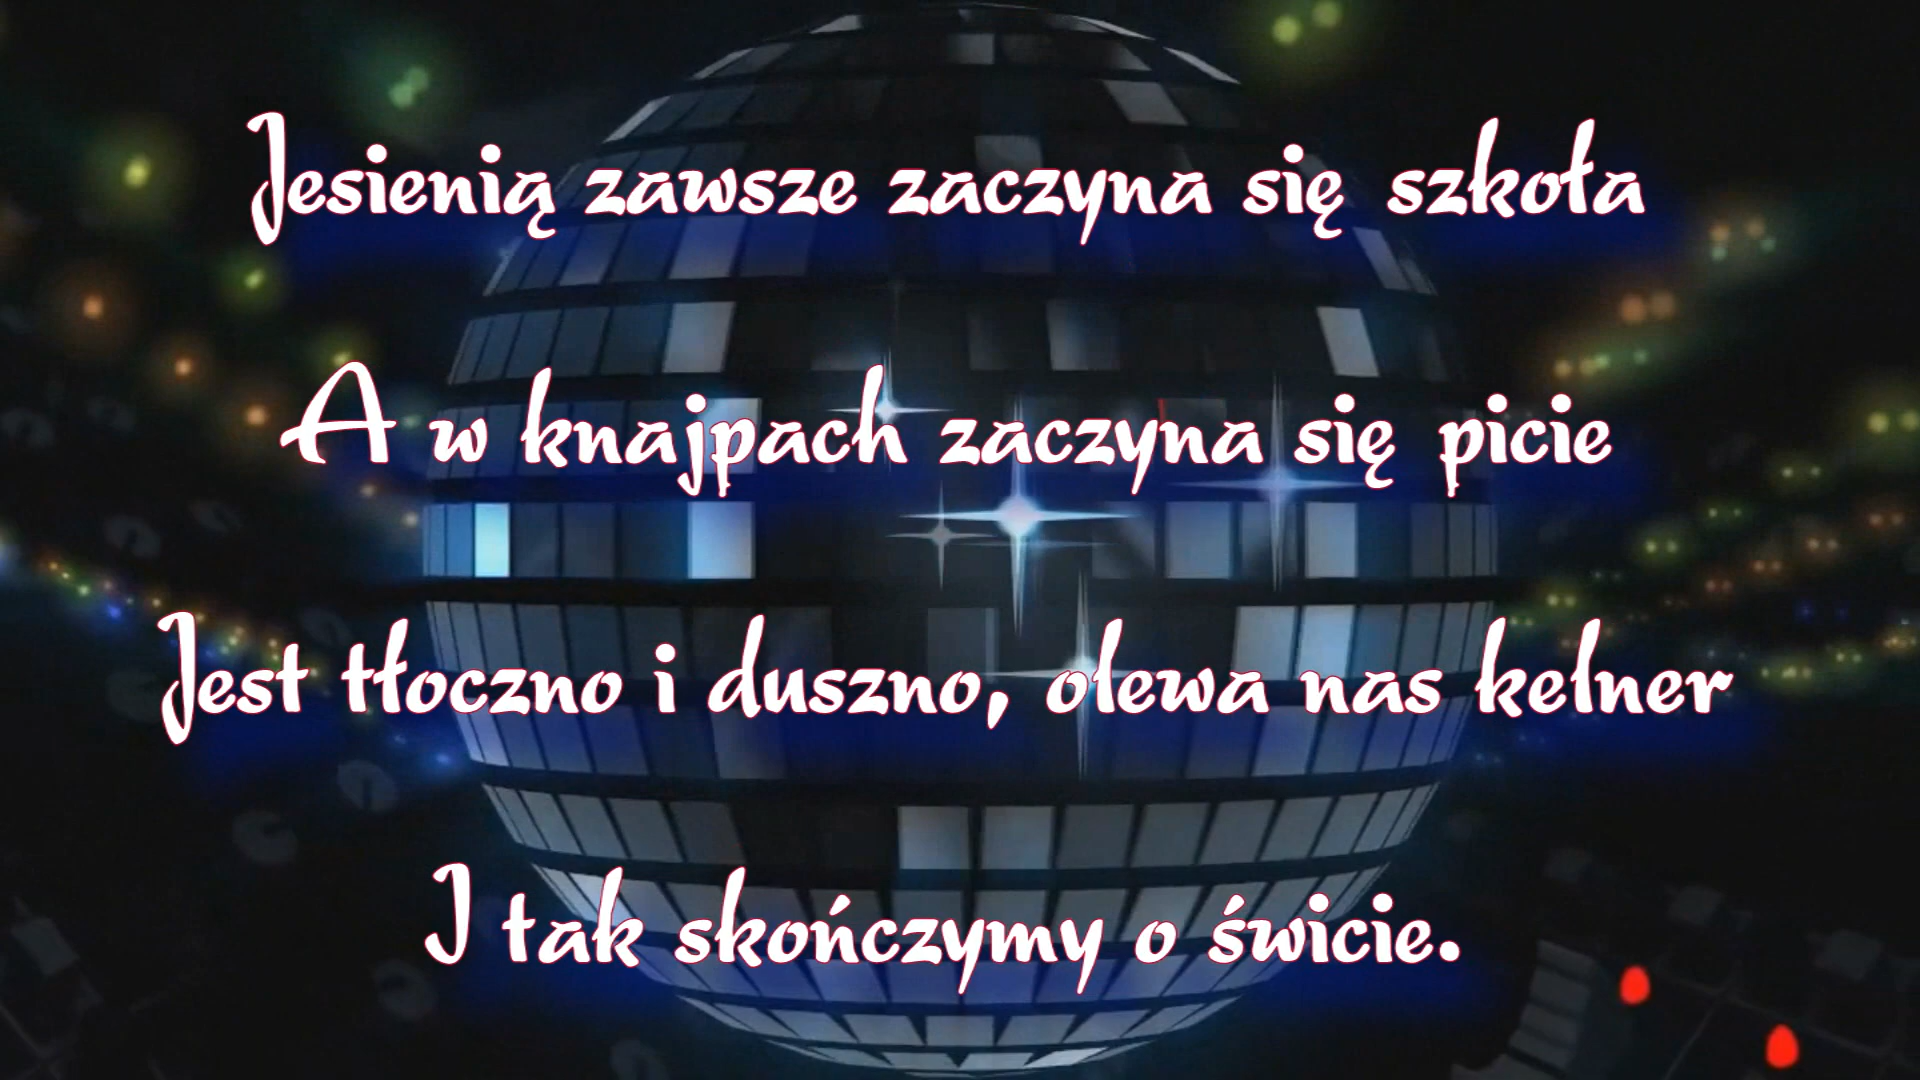 Jesienią zawsze zaczyna się szkoła
A w knajpach zaczyna się picie
Jest tłoczno i duszno, olewa nas kelner
I tak skończymy o świcie.